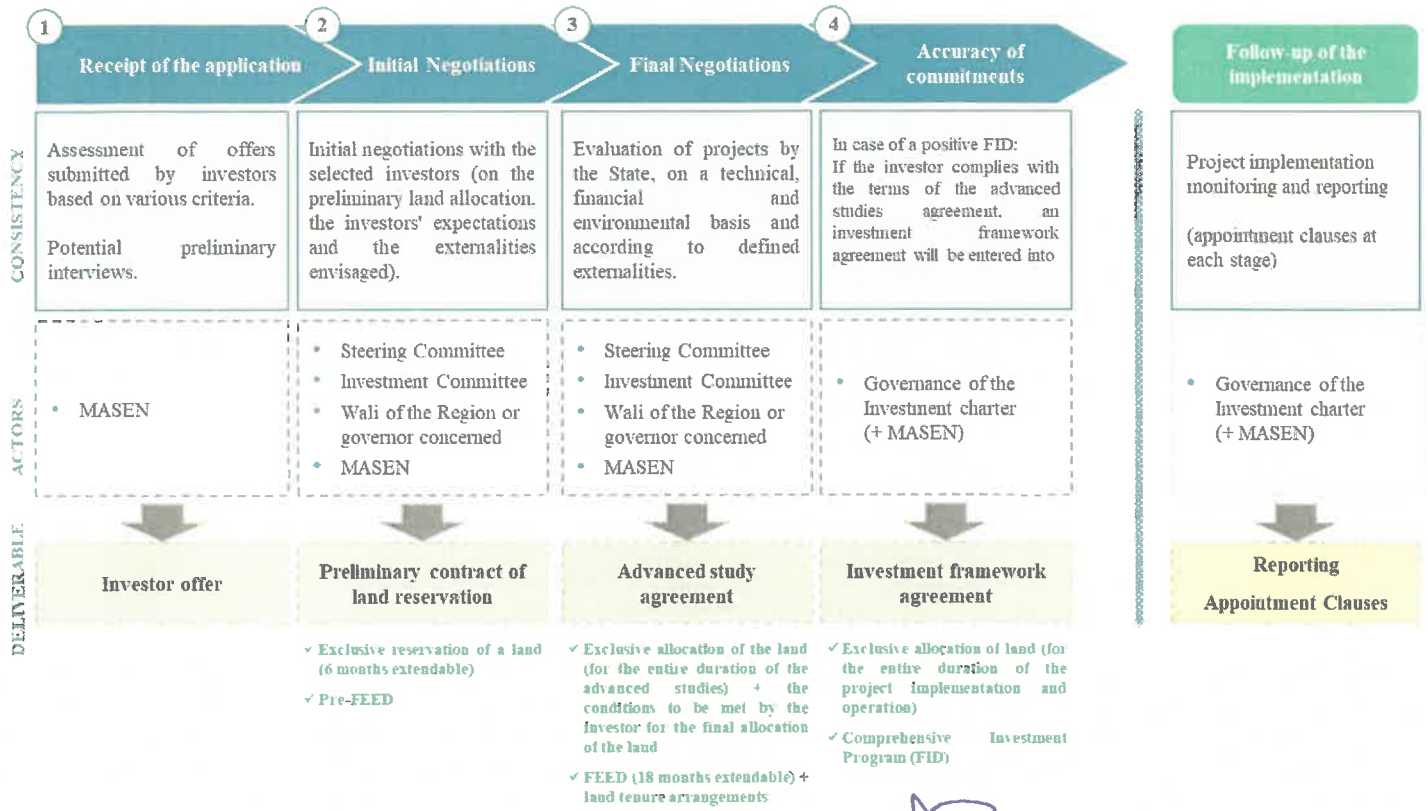 1
2
3
4
Receipt of the application
Initial Negotiations
Final Negotiations
Accuracy of
commitments
Follow-up of the
implementation
CONSISTENCY
Assessment of offers
submitted by investors
based on various criteria.
Potential preliminary
interviews.
Initial negotiations with the
selected investors (on the
preliminary land allocation,
the investors' expectations
and the externalities
envisaged).
Evaluation of projects by
the State, on a technical,
financial and
environmental basis and
according to defined
externalities.
In case of a positive FID:
If the investor complies with
the terms of the advanced
studies agreement, an
investment framework
agreement will be entered into
Project implementation
monitoring and reporting
(appointment clauses at
each stage)
ACTORS
• MASEN
• Steering Committee
• Investment Committee
• Wali of the Region or
governor concerned
• MASEN
• Steering Committee
• Investment Committee
• Wali of the Region or
governor concerned
• MASEN
• Governance of the
Investment charter
(+ MASEN)
• Governance of the
Investment charter
(+ MASEN)
DELIVERABLE
Investor offer
Preliminary contract of
land reservation
Advanced study
agreement
Investment framework
agreement
Reporting
Appointment Clauses
✓ Exclusive reservation of a land
(6 months extendable)
✓ Pre-FEED
✓ Exclusive allocation of the land
(for the entire duration of the
advanced studies) + the
conditions to be met by the
Investor for the final allocation
of the land
✓ FEED (18 months extendable) +
land tenure arrangements
✓ Exclusive allocation of land (for
the entire duration of the
project Implementation and
operation)
✓ Comprehensive Investment
Program (FID)